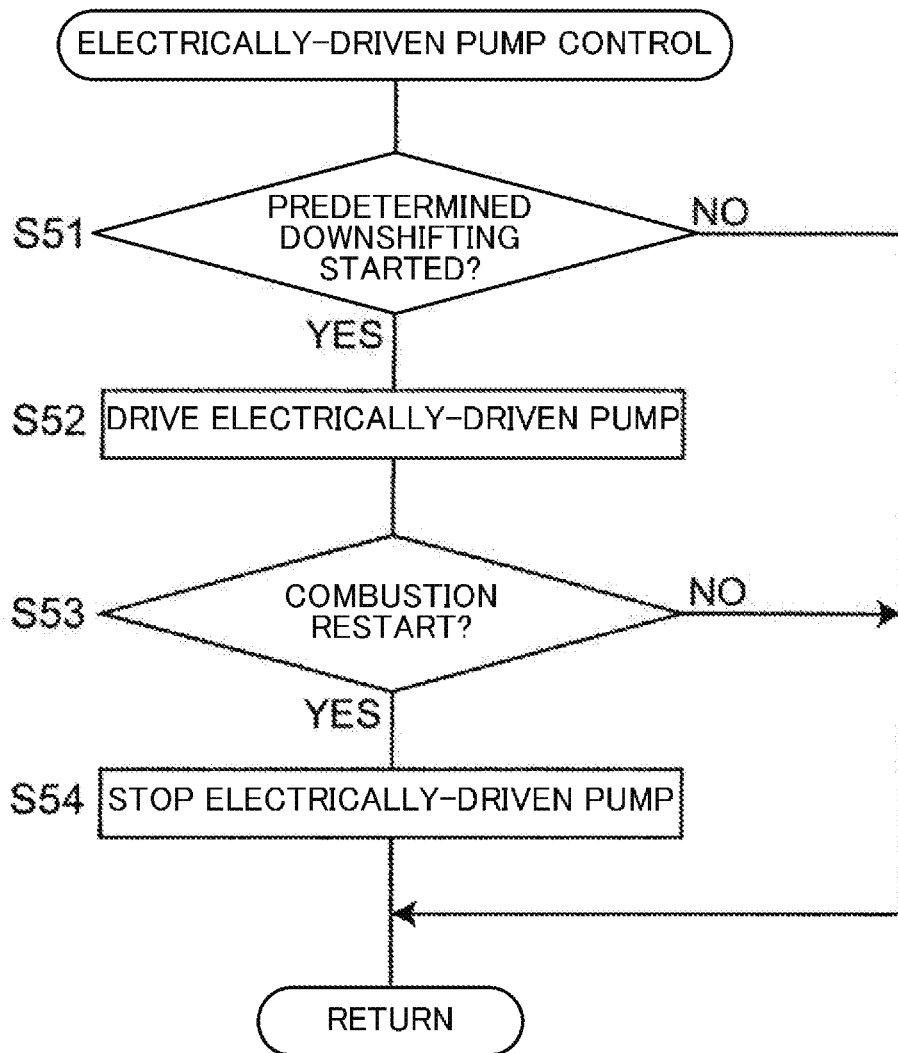 ELECTRICALLY-DRIVEN PUMP CONTROL
S51
PREDETERMINED
DOWNSHIFTING
STARTED?
NO
YES
S52
DRIVE ELECTRICALLY-DRIVEN PUMP
S53
COMBUSTION
RESTART?
NO
YES
S54
STOP ELECTRICALLY-DRIVEN PUMP
RETURN